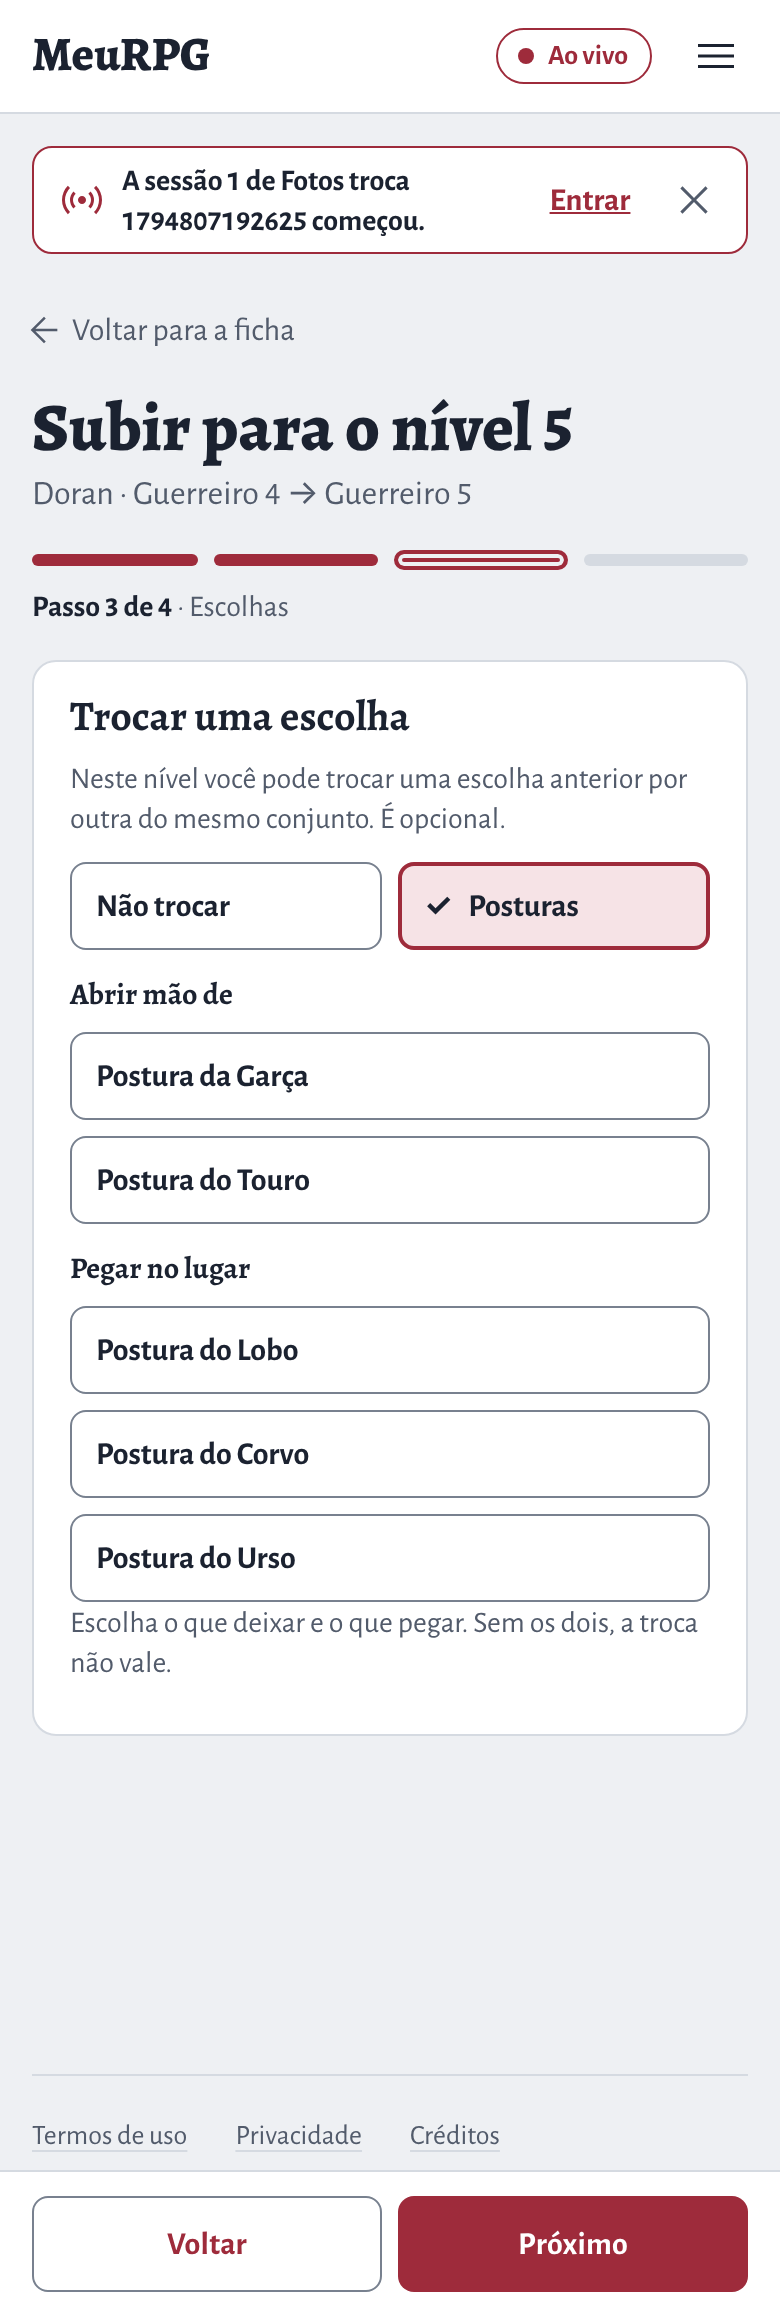 MeuRPG
Ao vivo
A sessão 1 de Fotos troca
1794807192625 começou.
Entrar
← Voltar para a ficha
Subir para o nível 5
Doran · Guerreiro 4 → Guerreiro 5
Passo 3 de 4 · Escolhas
Trocar uma escolha
Neste nível você pode trocar uma escolha anterior por
outra do mesmo conjunto. É opcional.
Não trocar
✓ Posturas
Abrir mão de
Postura da Garça
Postura do Touro
Pegar no lugar
Postura do Lobo
Postura do Corvo
Postura do Urso
Escolha o que deixar e o que pegar. Sem os dois, a troca
não vale.
Termos de uso Privacidade Créditos
Voltar
Próximo